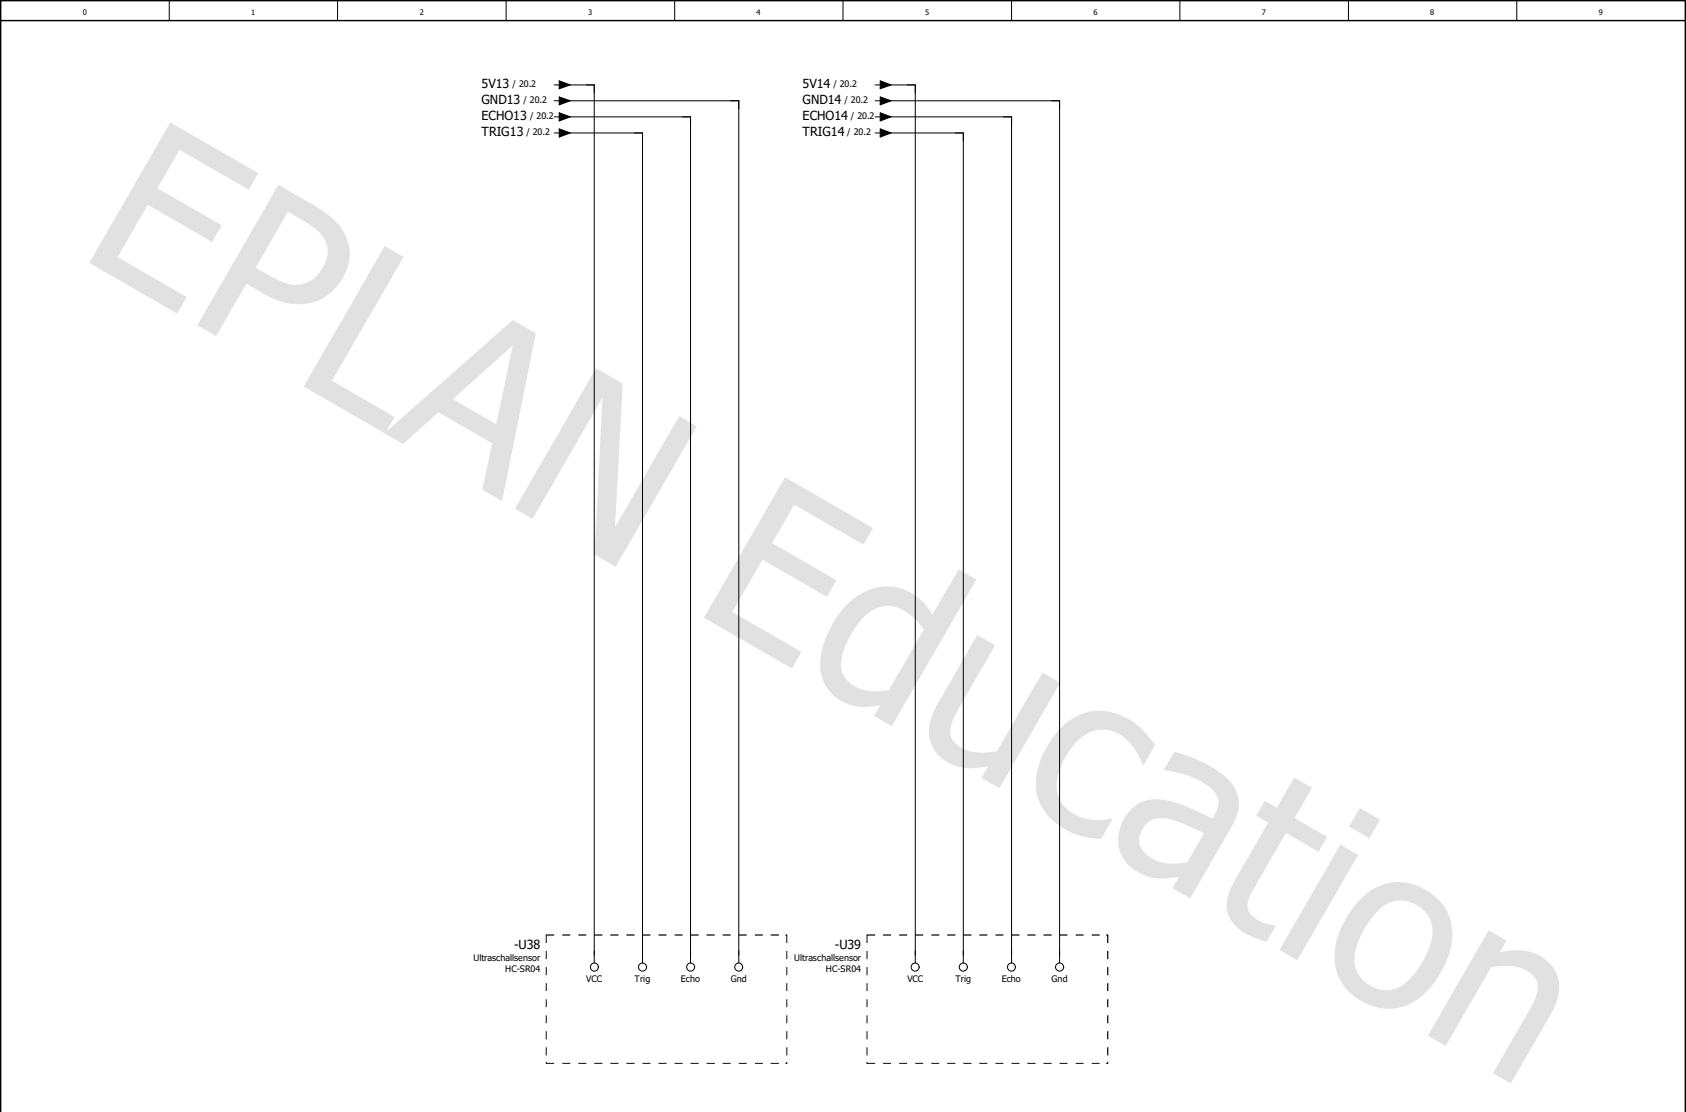 0 1 2 3 4 5 6 7 8 9
5V13 / 20.2
GND13 / 20.2
ECHO13 / 20.2
TRIG13 / 20.2
5V14 / 20.2
GND14 / 20.2
ECHO14 / 20.2
TRIG14 / 20.2
EPLAN Education
-U38
Ultraschallsensor
HC-SR04
VCC Trig Echo Gnd
-U39
Ultraschallsensor
HC-SR04
VCC Trig Echo Gnd